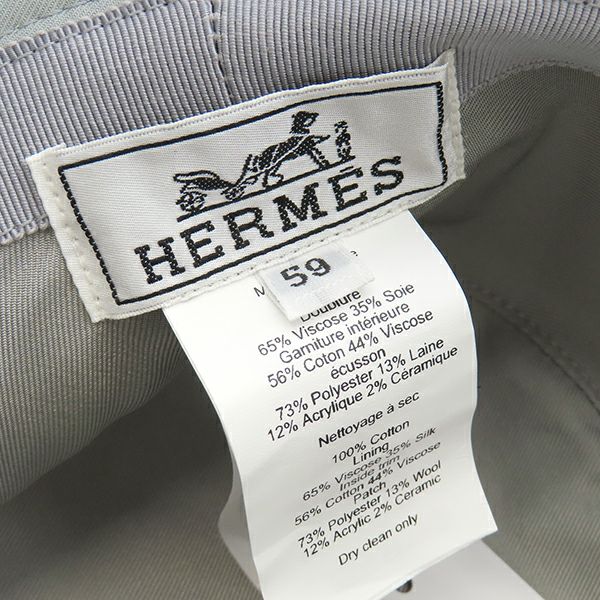 HERMÈS
59
Doublure
65% Viscose 35% Soie
Garniture intérieure
56% Coton 44% Viscose
écusson
73% Polyester 13% Laine
12% Acrylique 2% Céramique
Nettoyage à sec
100% Cotton
Lining
65% Viscose 35% Silk
Inside trim
56% Cotton 44% Viscose
Patch
73% Polyester 13% Wool
12% Acrylic 2% Ceramic
Dry clean only